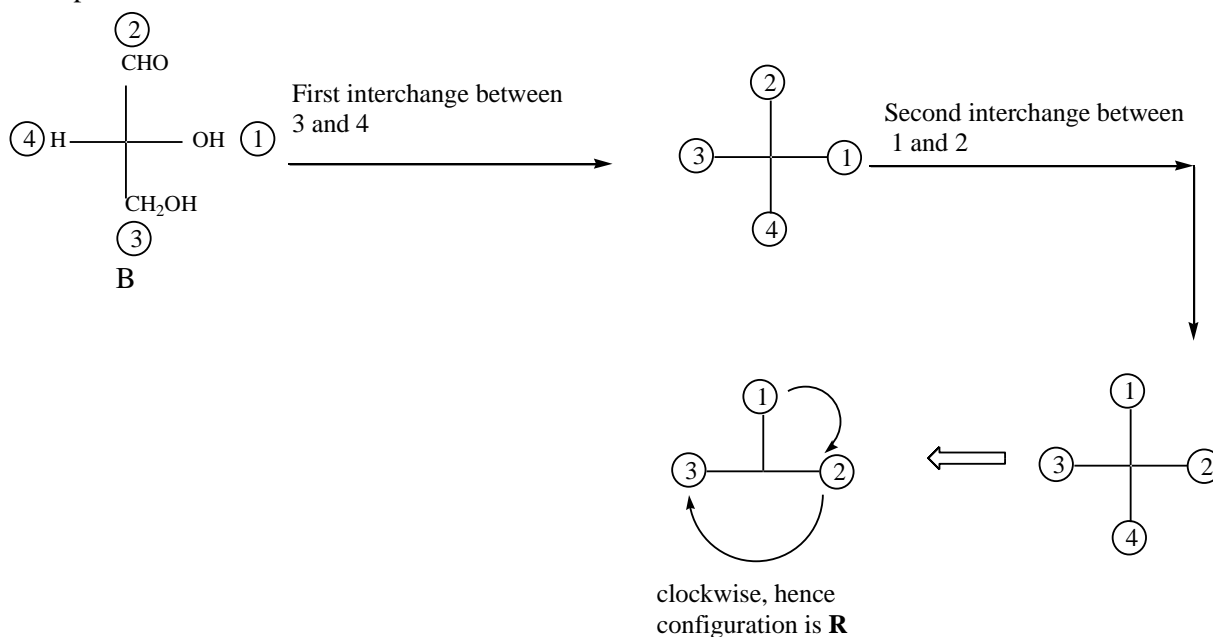 ②
CHO
④ H OH ①
CH₂OH
③
B
First interchange between
3 and 4
②
③ ①
④
Second interchange between
1 and 2
①
③ ②
④
①
③ ②
clockwise, hence
configuration is R